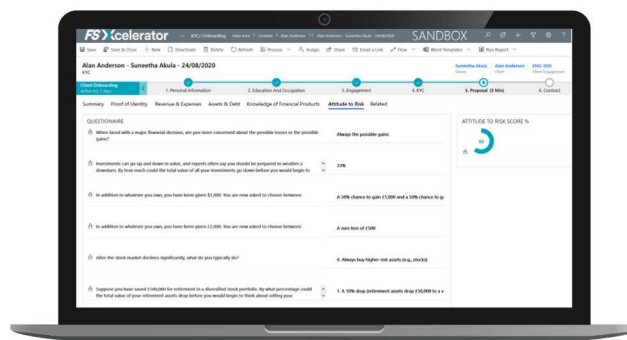 FSXcelerator KYC/Onboarding SANDBOX
Save Save & Close New Deactivate Delete Refresh Process Assign Share Email a Link Flow Word Templates Run Report
Alan Anderson - Suneetha Akula - 24/08/2020
KYC
Suneetha Akula Alan Anderson
Owner Client Client Engagement
Client Onboarding
1. Personal Information 2. Education And Occupation 3. Engagement 4. KYC 5. Proposal (5 Min) 6. Contract
Summary Proof of Identity Revenue & Expenses Assets & Debt Knowledge of Financial Products Attitude to Risk Related
QUESTIONAIRE ATTITUDE TO RISK SCORE %
When faced with a major financial decision, are you more concerned about the possible losses or the possible Always the possible gains
gains?
Investments can go up and down in value, and experts often say you should be prepared to weather a 33%
downturn. By how much could the total value of all your investments go down before you would begin to
In addition to whatever you own, you have been given $1,000. You are now asked to choose between: A 50% chance to gain £1,000 and a 50% chance to g
In addition to whatever you own, you have been given £2,000. You are now asked to choose between: A sure loss of £500
After the stock market declines significantly, what do you typically do? 4. Always buy higher-risk assets (e.g., stocks)
Suppose you have saved £500,000 for retirement in a diversified stock portfolio. By what percentage could 1. A 10% drop (retirement assets drop £50,000 to a v
the total value of your retirement assets drop before you would begin to think about selling your